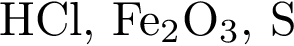 HCl, Fe₂O₃, S